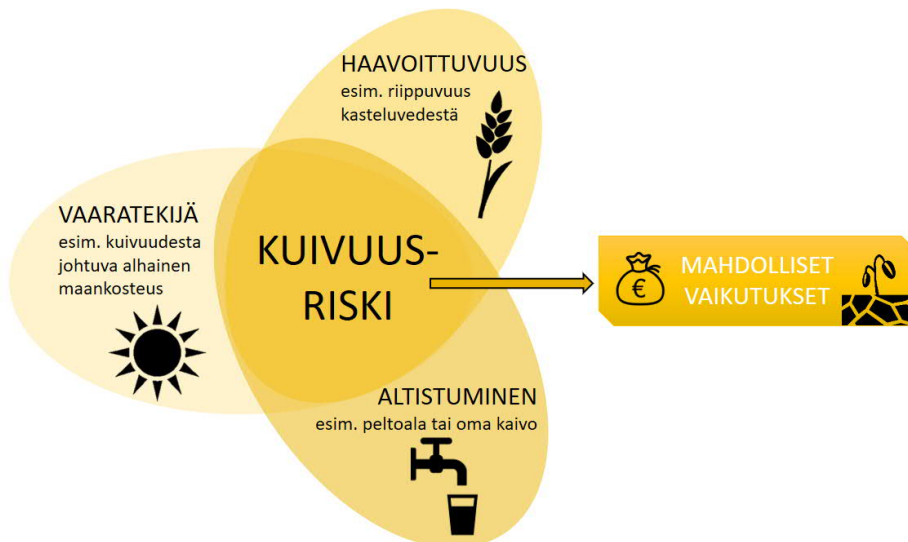 HAAVOITTUVUUS
esim. riippuvuus
kasteluvedestä
VAARATEKIJÄ
esim. kuivuudesta
johtuva alhainen
maankosteus
KUIVUUS-
RISKI
ALTISTUMINEN
esim. peltoala tai oma kaivo
€
MAHDOLLISET
VAIKUTUKSET